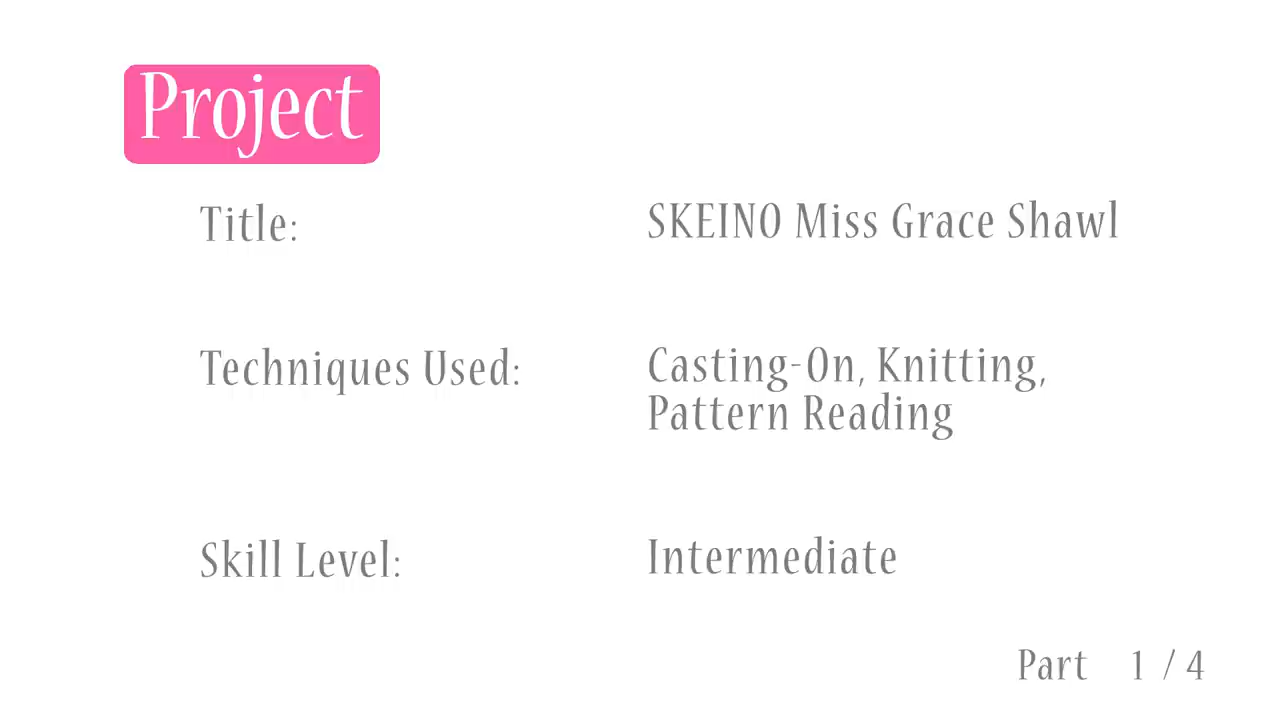 Project
Title: SKEINO Miss Grace Shawl
Techniques Used: Casting-On, Knitting,
Pattern Reading
Skill Level: Intermediate
Part 1 / 4